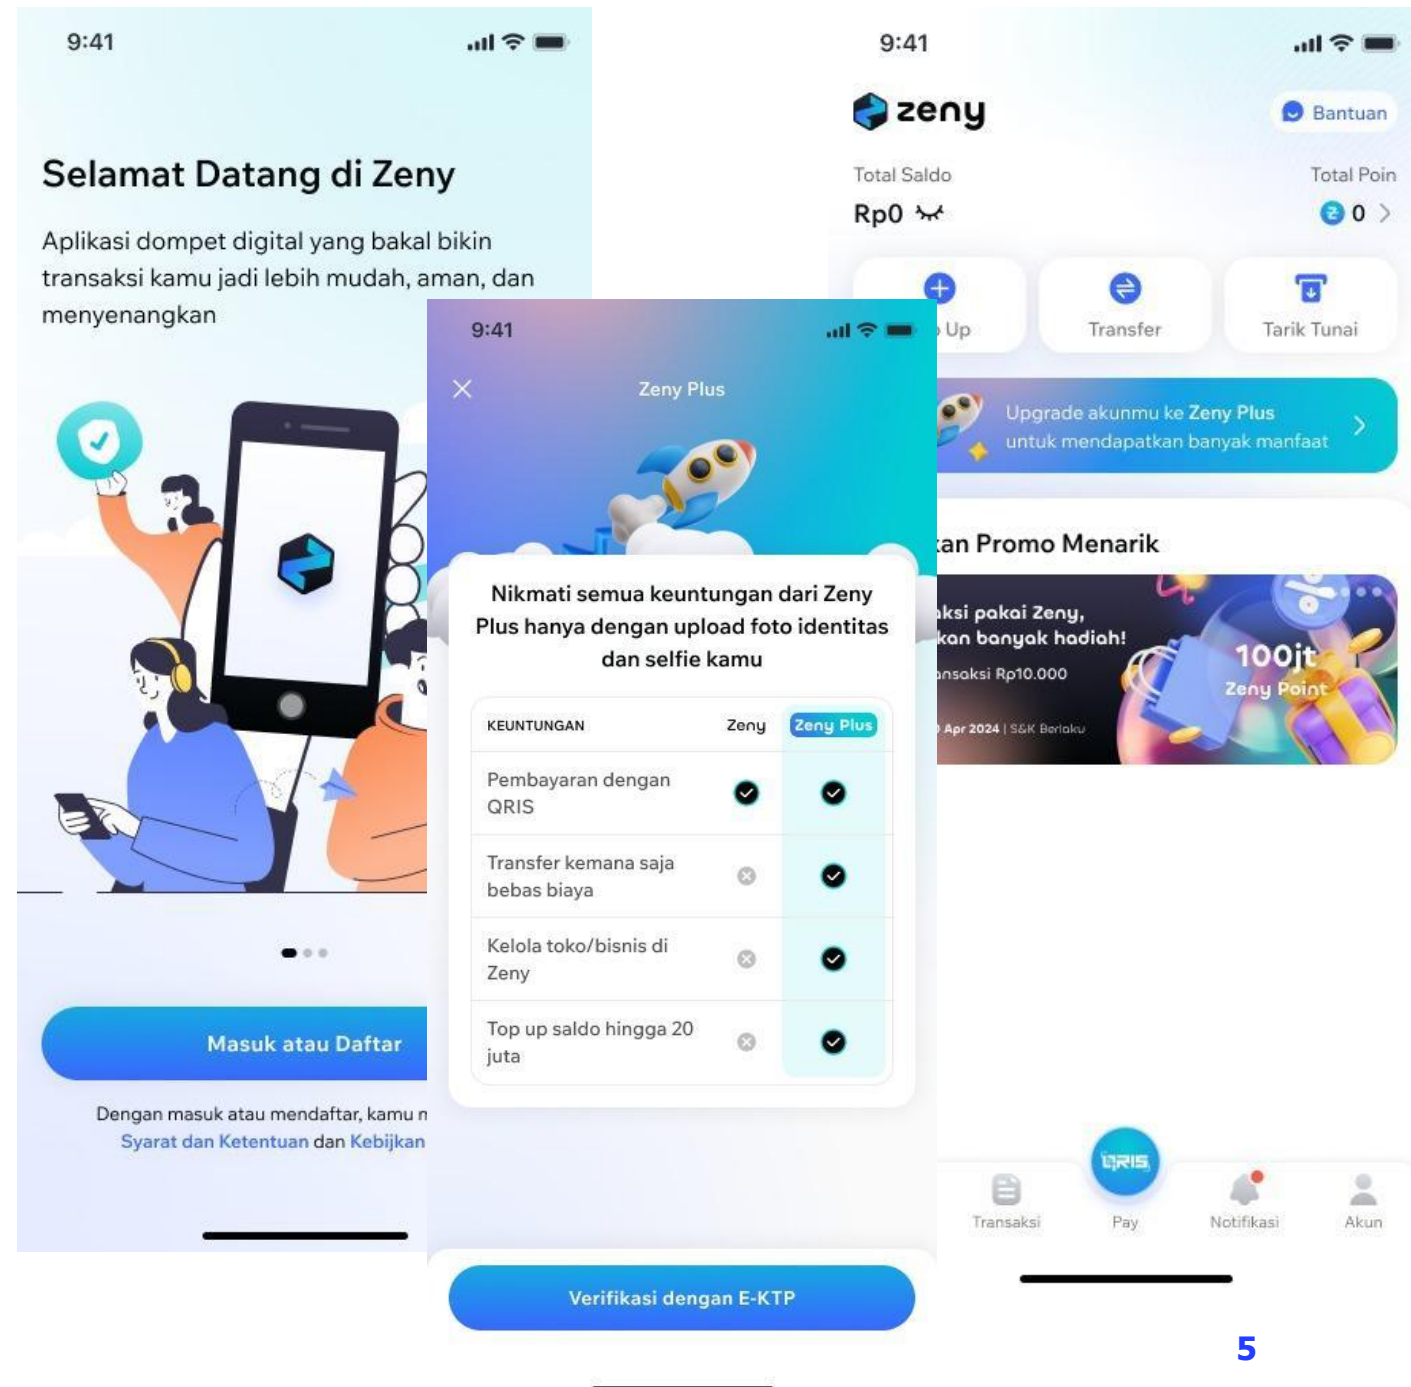 9:41
Selamat Datang di Zeny
Aplikasi dompet digital yang bakal bikin
transaksi kamu jadi lebih mudah, aman, dan
menyenangkan
Masuk atau Daftar
Dengan masuk atau mendaftar, kamu
Syarat dan Ketentuan dan Kebijkan
9:41
Zeny Plus
Nikmati semua keuntungan dari Zeny
Plus hanya dengan upload foto identitas
dan selfie kamu
KEUNTUNGAN Zeny Zeny Plus
Pembayaran dengan
QRIS
Transfer kemana saja
bebas biaya
Kelola toko/bisnis di
Zeny
Top up saldo hingga 20
juta
Verifikasi dengan E-KTP
9:41
zeny
Bantuan
Total Saldo Total Poin
Rp0 0
Up Transfer Tarik Tunai
Upgrade akunmu ke Zeny Plus
untuk mendapatkan banyak manfaat
kan Promo Menarik
aksi pakai Zeny,
kan banyak hadiah!
ansaksi Rp10.000
Apr 2024 | S&K Berlaku
100jt
Zeny Point
QRIS
Transaksi Pay Notifikasi Akun
5